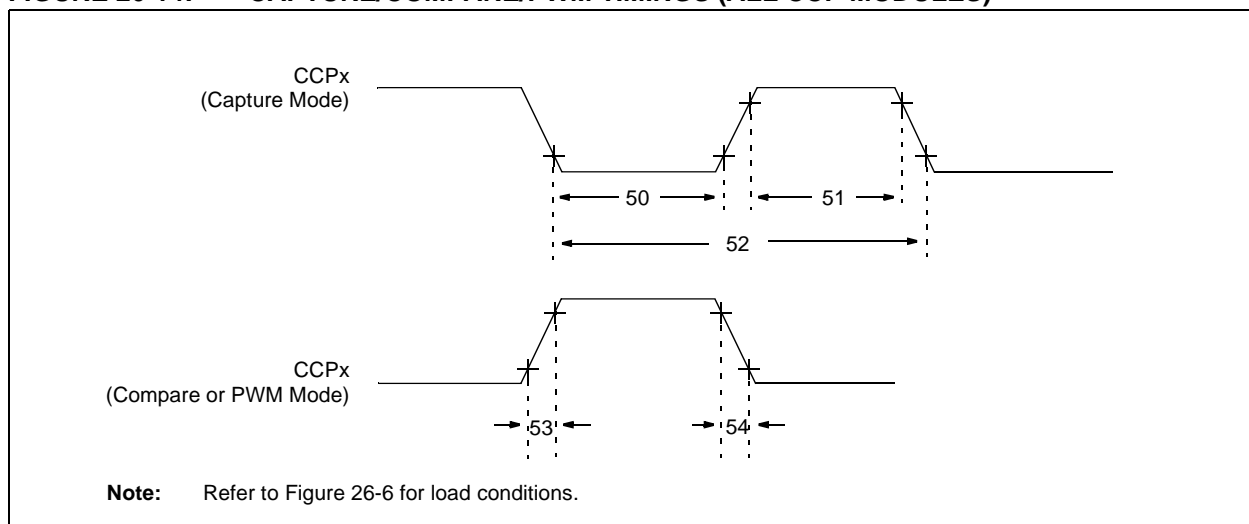 CCPx
(Capture Mode)
50
51
52
CCPx
(Compare or PWM Mode)
53
54
Note: Refer to Figure 26-6 for load conditions.